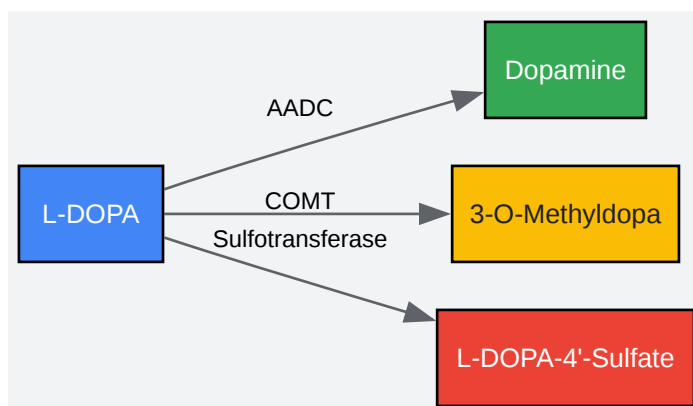 Dopamine
AADC
L-DOPA
COMT
3-O-Methyldopa
Sulfotransferase
L-DOPA-4'-Sulfate